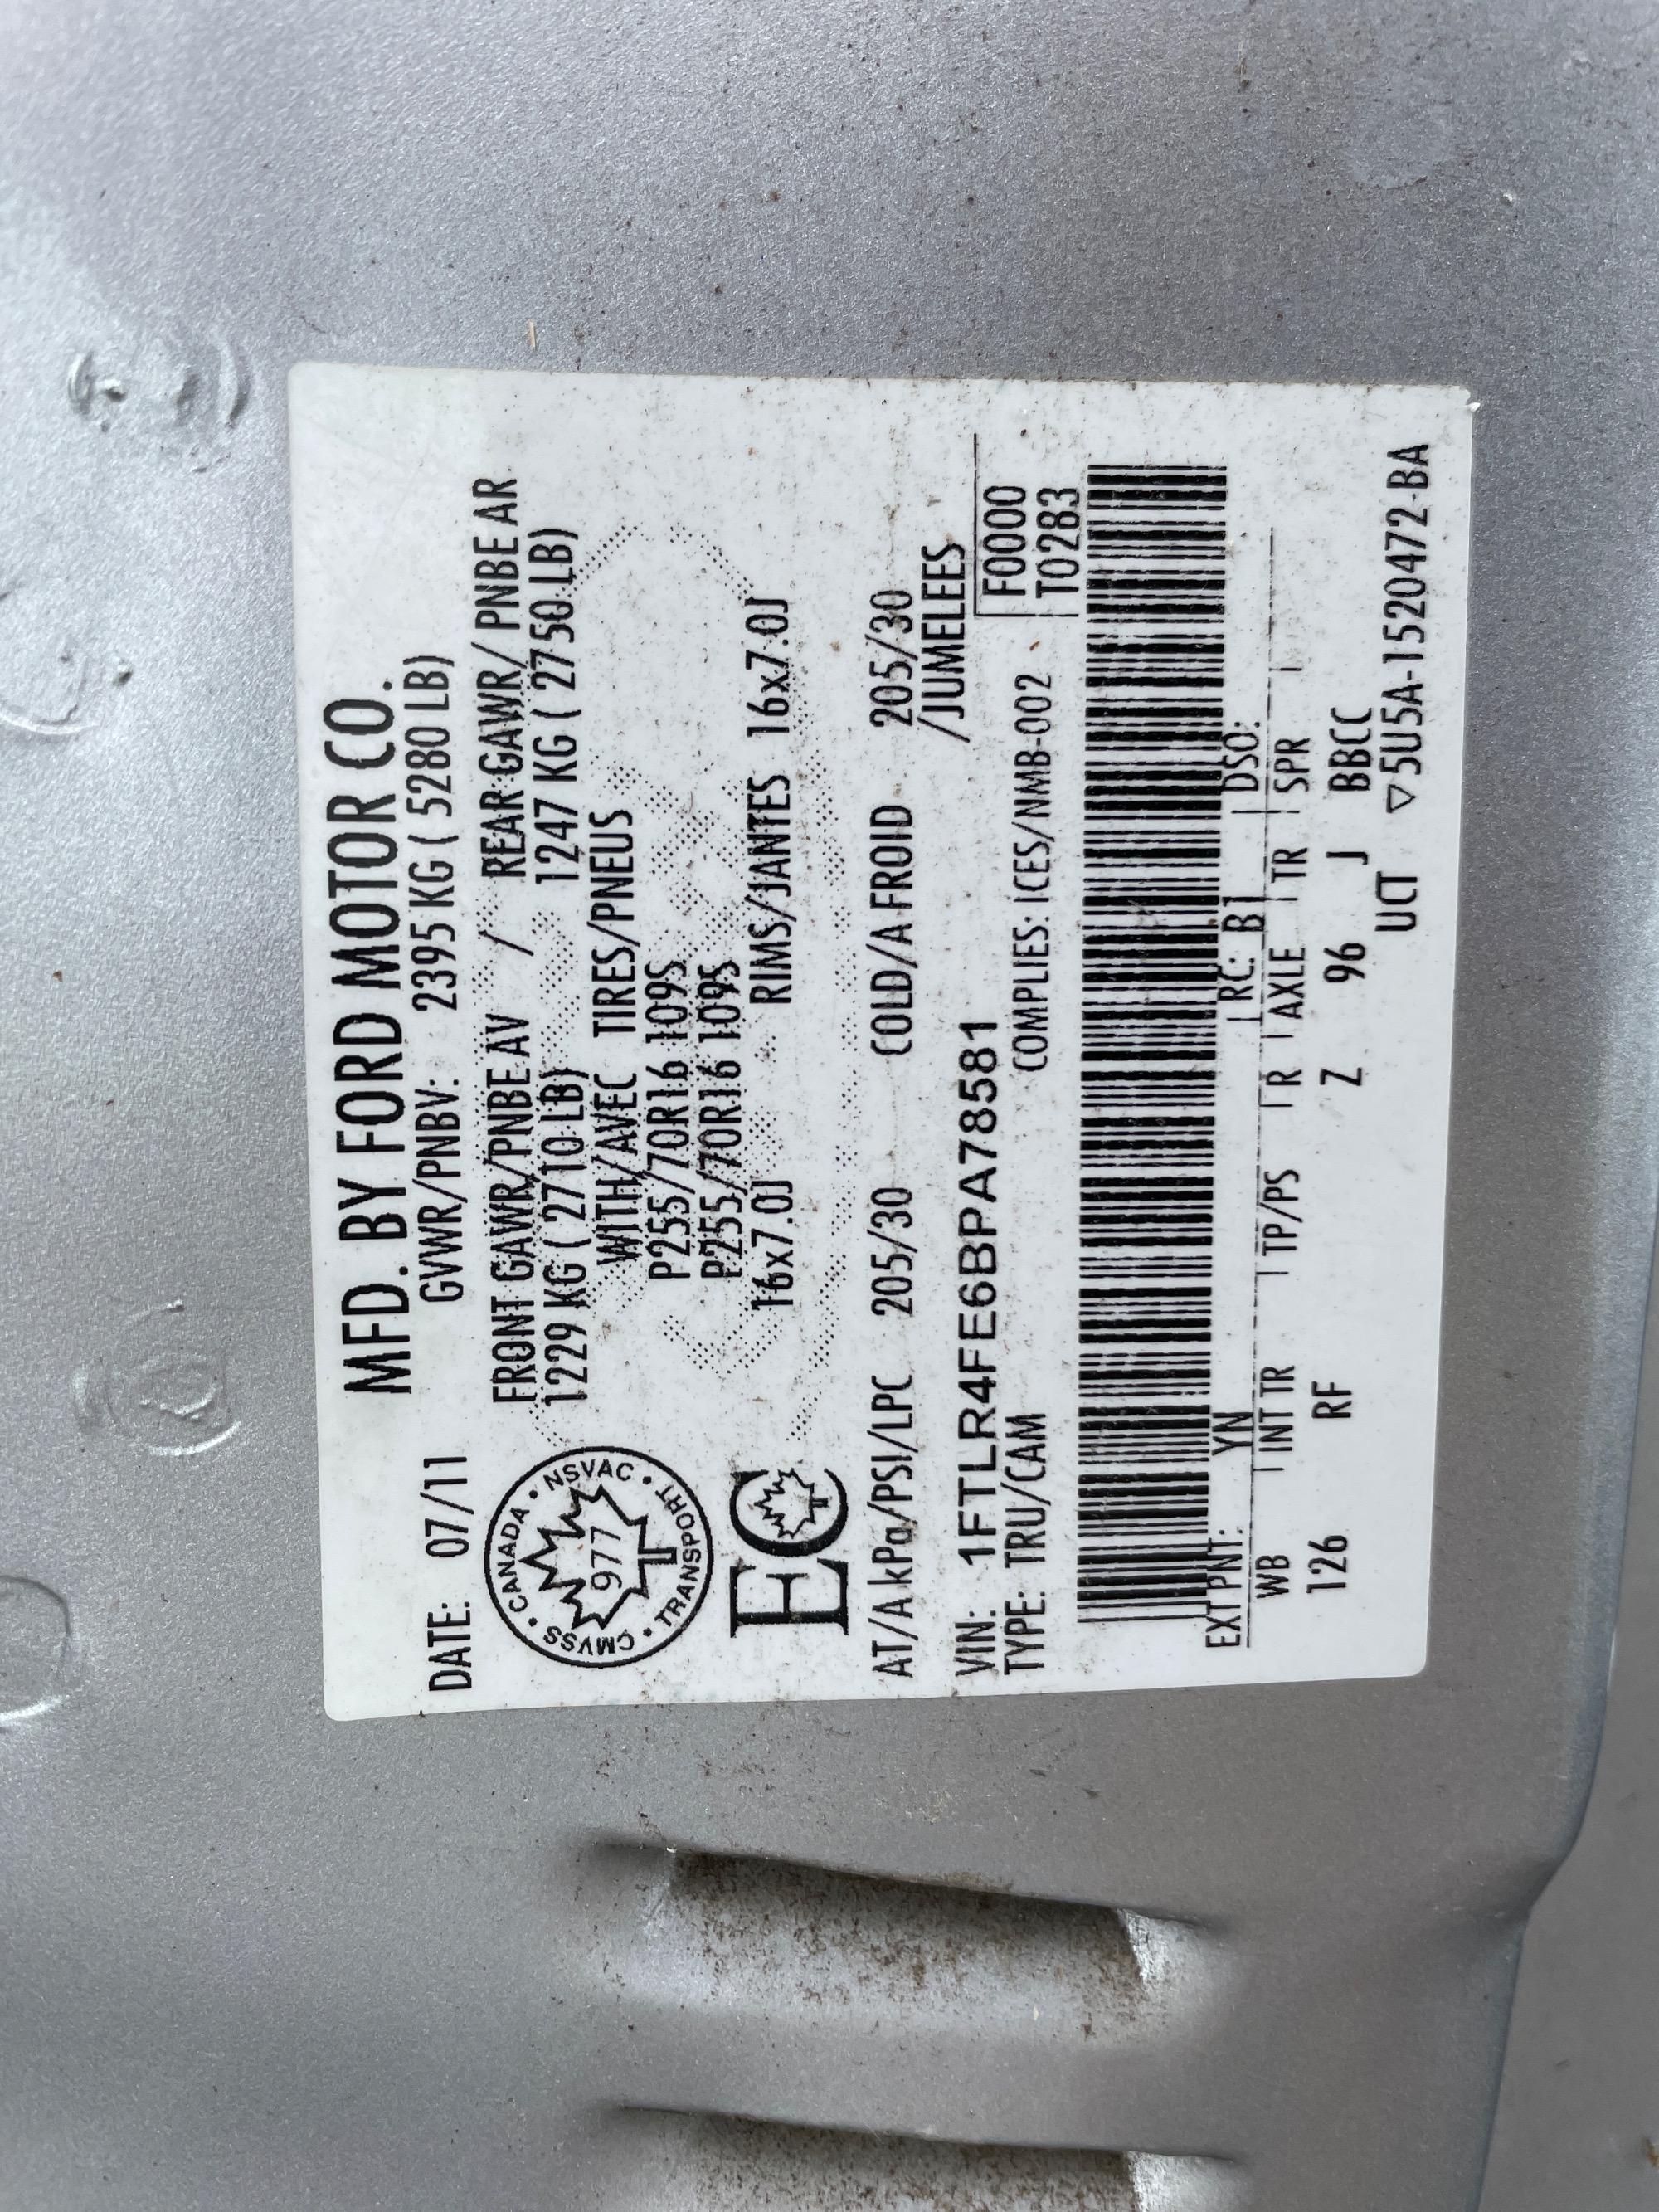 MFD. BY FORD MOTOR CO.
DATE: 07/11
GVWR/PNBV: 2395 KG ( 5280 LB)
FRONT GAWR/PNBE AV / REAR GAWR/ PNBE AR
1229 KG ( 2710 LB) 1247 KG ( 2750 LB)
WITH/AVEC TIRES/PNEUS
P255/70R16 109S
P255/70R16 109S
16x7.0J RIMS/JANTES 16x7.0J
CANADA • NSVAC • TRANSPORT • CMVSS •
977
EC
AT/A kPa/PSI/LPC 205/30 COLD/A FROID 205/30
/JUMELEES
VIN: 1FTLR4FE6BPA78581
TYPE: TRU/CAM
COMPLIES: ICES/NMB-002
F0000
T0283
EXT PNT: YN RC: B1 DSO:
WB INT TR TP/PS R AXLE TR SPR
126 RF Z 96 J BBCC
UCT ▽5U5A-1520472-BA